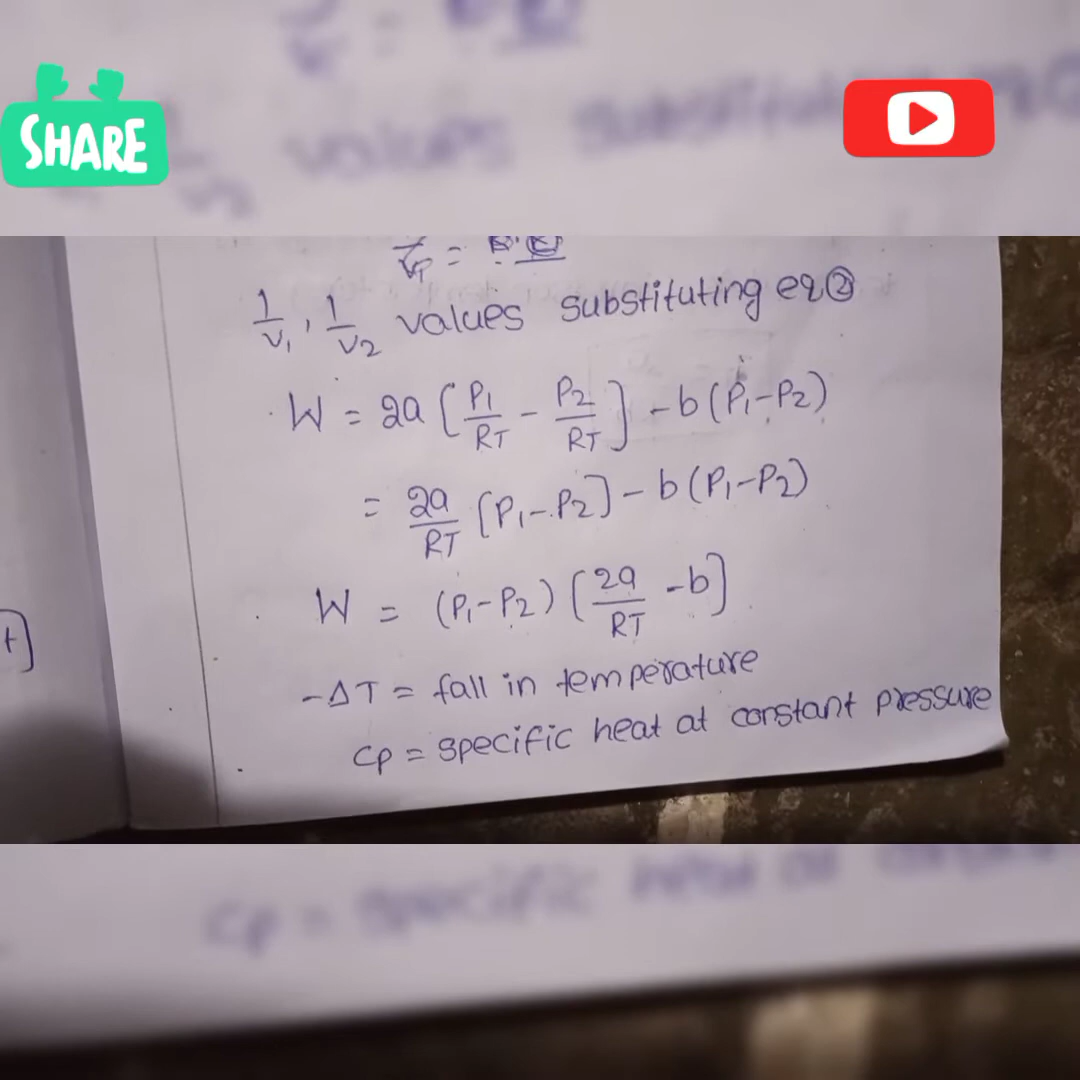 SHARE
1/V₁, 1/V₂ values substituting eq②
W = 2a [P₁/RT - P₂/RT] - b(P₁-P₂)
= 2a/RT [P₁-P₂] - b(P₁-P₂)
W = (P₁-P₂) [2a/RT - b]
-ΔT = fall in temperature
Cp = specific heat at constant pressure
t)